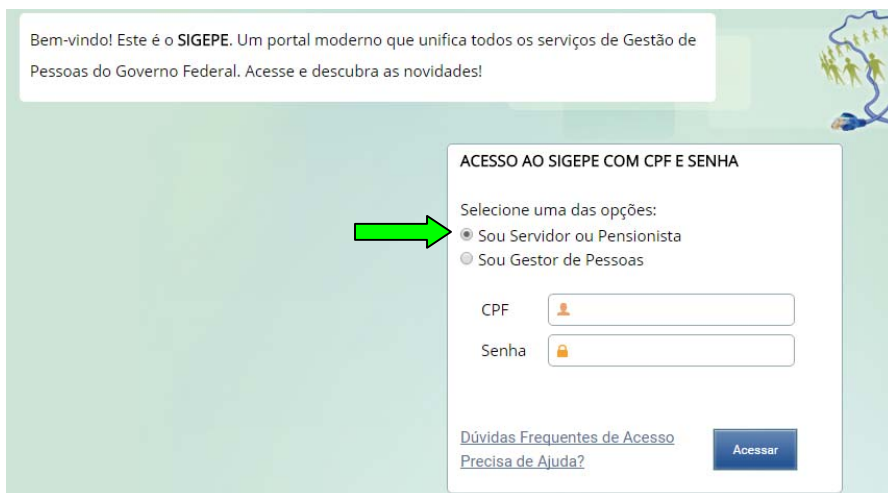 Bem-vindo! Este é o SIGEPE. Um portal moderno que unifica todos os serviços de Gestão de
Pessoas do Governo Federal. Acesse e descubra as novidades!
ACESSO AO SIGEPE COM CPF E SENHA
Selecione uma das opções:
Sou Servidor ou Pensionista
Sou Gestor de Pessoas
CPF
Senha
Dúvidas Frequentes de Acesso
Precisa de Ajuda?
Acessar